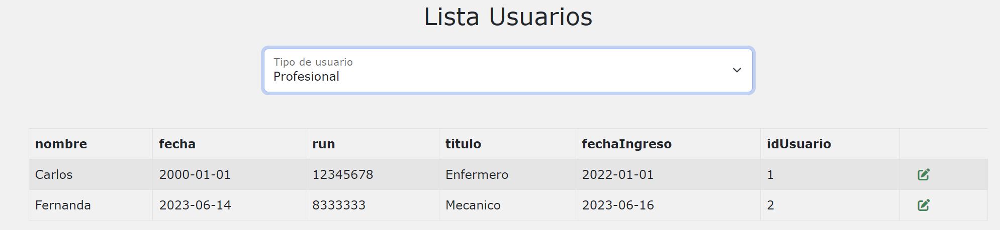 Lista Usuarios
Tipo de usuario
Profesional
nombre fecha run titulo fechaIngreso idUsuario
Carlos 2000-01-01 12345678 Enfermero 2022-01-01 1
Fernanda 2023-06-14 8333333 Mecanico 2023-06-16 2